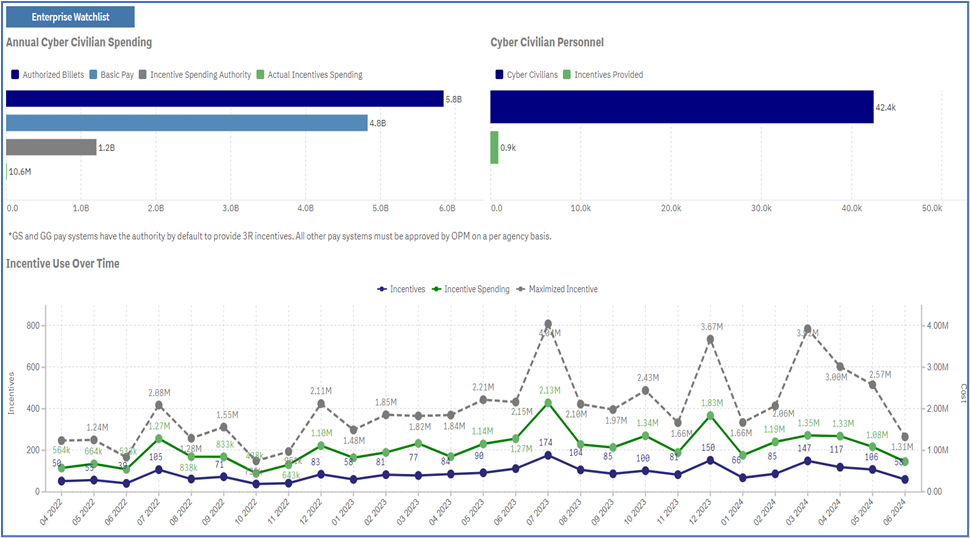 Enterprise Watchlist
Annual Cyber Civilian Spending
Authorized Billets Basic Pay Incentive Spending Authority Actual Incentives Spending
5.8B
4.8B
1.2B
10.6M
0.0 1.0B 2.0B 3.0B 4.0B 5.0B 6.0B
Cyber Civilian Personnel
Cyber Civilians Incentives Provided
42.4k
0.9k
0.0 10.0k 20.0k 30.0k 40.0k 50.0k
*GS and GG pay systems have the authority by default to provide 3R incentives. All other pay systems must be approved by OPM on a per agency basis.
Incentive Use Over Time
Incentives Incentive Spending Maximized Incentive
Incentives
800
600
400
200
0
1.24M 2.08M 1.28M 1.55M 2.11M 1.48M 1.85M 1.82M 1.84M 2.21M 2.15M 2.10M 1.97M 2.43M 1.66M 3.67M 1.66M 3.00M 2.57M 1.31M
564k 664k 1.27M 838k 833k 643k 1.10M 1.14M 1.27M 2.13M 1.34M 1.83M 1.19M 1.35M 1.33M 1.08M
105 71 83 81 77 84 90 174 104 85 100 150 85 147 117 106
4.00M
3.00M
2.00M
1.00M
0.00
Cost
04 2022 05 2022 06 2022 07 2022 08 2022 09 2022 10 2022 11 2022 12 2022 01 2023 02 2023 03 2023 04 2023 05 2023 06 2023 07 2023 08 2023 09 2023 10 2023 11 2023 12 2023 01 2024 02 2024 03 2024 04 2024 05 2024 06 2024